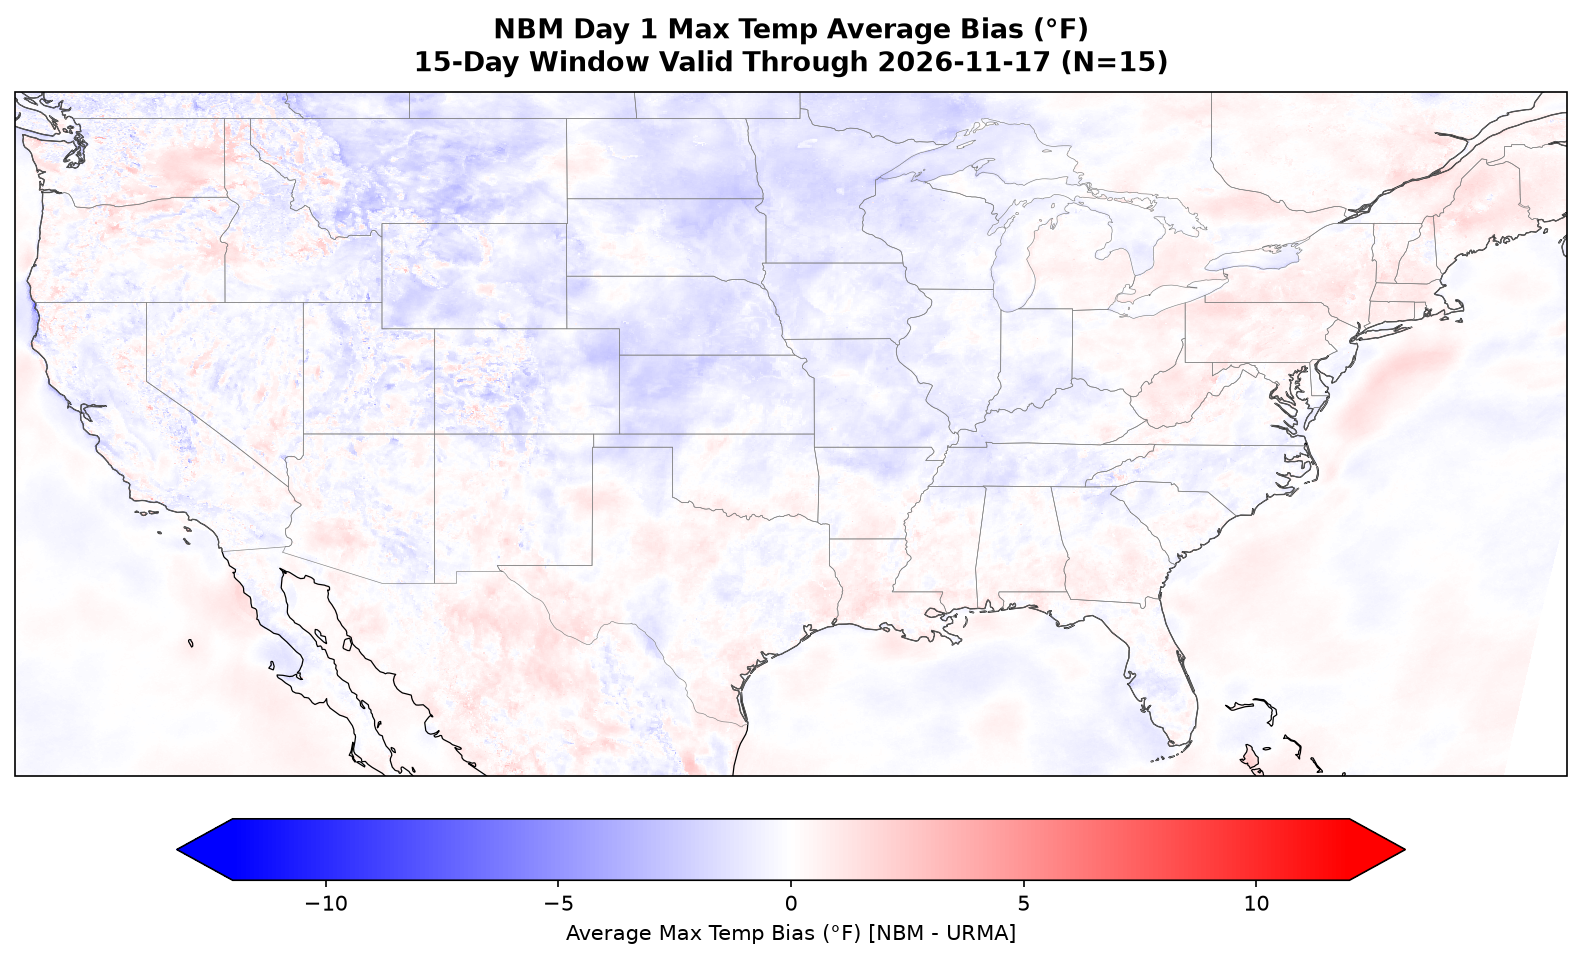 NBM Day 1 Max Temp Average Bias (°F)
15-Day Window Valid Through 2026-11-17 (N=15)
−10 −5 0 5 10
Average Max Temp Bias (°F) [NBM - URMA]